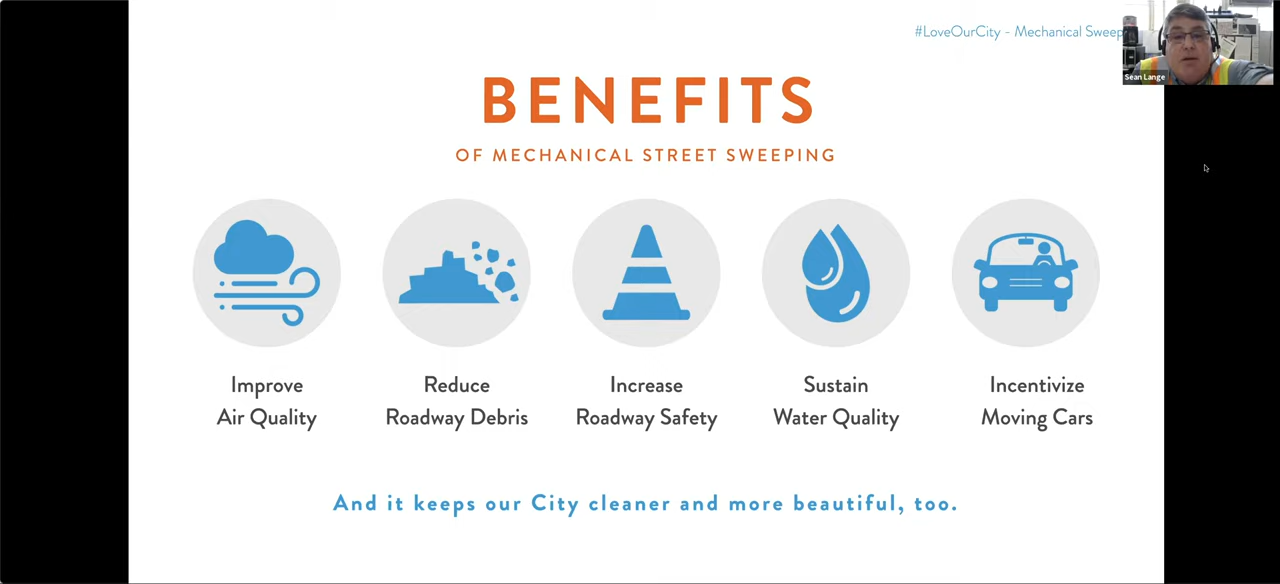 #LoveOurCity - Mechanical Sweep
Sean Lange
BENEFITS
OF MECHANICAL STREET SWEEPING
Improve
Air Quality
Reduce
Roadway Debris
Increase
Roadway Safety
Sustain
Water Quality
Incentivize
Moving Cars
And it keeps our City cleaner and more beautiful, too.